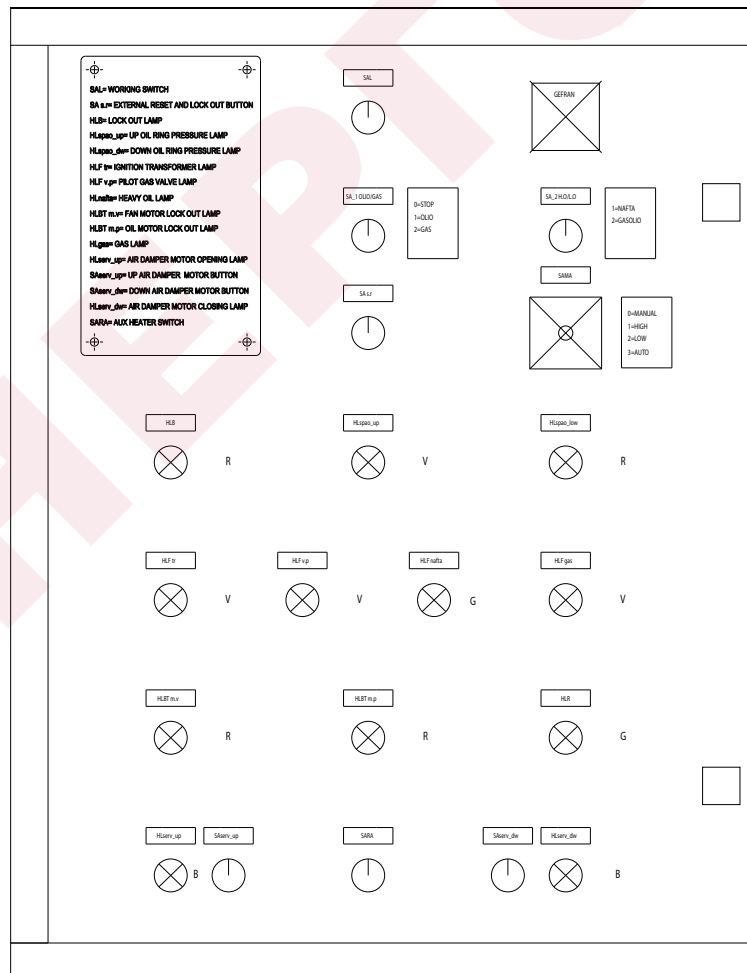 SAL= WORKING SWITCH
SA s.r= EXTERNAL RESET AND LOCK OUT BUTTON
HLB= LOCK OUT LAMP
HLspao_up= UP OIL RING PRESSURE LAMP
HLspao_dw= DOWN OIL RING PRESSURE LAMP
HLF tr= IGNITION TRANSFORMER LAMP
HLF v.p= PILOT GAS VALVE LAMP
HLnafta= HEAVY OIL LAMP
HLBT m.v= FAN MOTOR LOCK OUT LAMP
HLBT m.p= OIL MOTOR LOCK OUT LAMP
HLgas= GAS LAMP
HLserv_up= AIR DAMPER MOTOR OPENING LAMP
SAserv_up= UP AIR DAMPER MOTOR BUTTON
SAserv_dw= DOWN AIR DAMPER MOTOR BUTTON
HLserv_dw= AIR DAMPER MOTOR CLOSING LAMP
SARA= AUX HEATER SWITCH
SAL
GEFRAN
SA_1 OLIO/GAS
0=STOP
1=OLIO
2=GAS
SA_2 H.O/L.O
1=NAFTA
2=GASOLIO
SA s.r
SAMA
0=MANUAL
1=HIGH
2=LOW
3=AUTO
HLB
HLspao_up
HLspao_low
R
V
R
HLF tr
HLF v.p
HLF nafta
HLF gas
V
V
G
V
HLBT m.v
HLBT m.p
HLR
R
R
G
HLserv_up
SAserv_up
SARA
SAserv_dw
HLserv_dw
B
B